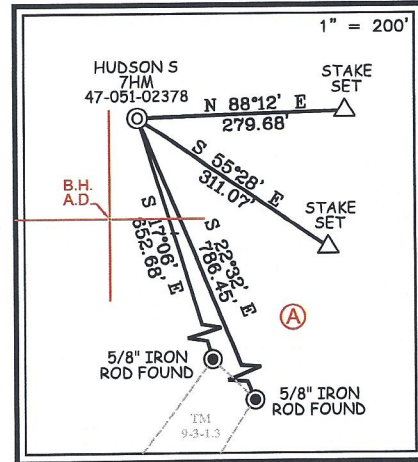 1" = 200'
HUDSON S
7HM
47-051-02378
STAKE
SET
N 88°12' E
279.68'
S 55°28' E
311.07'
STAKE
SET
B.H.
A.D.
S 17°06' E
652.68'
S 22°32' E
786.45'
A
5/8" IRON
ROD FOUND
5/8" IRON
ROD FOUND
TM
9-3-1.3